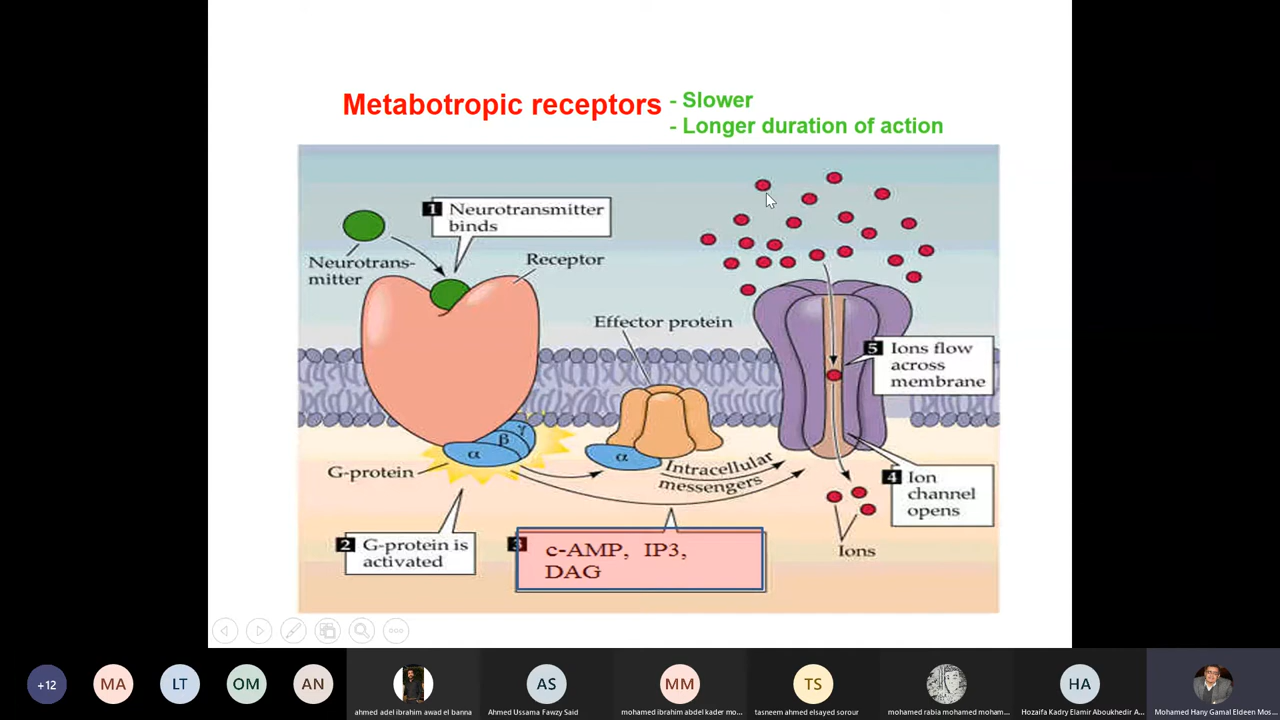 Metabotropic receptors
- Slower
- Longer duration of action
1 Neurotransmitter
binds
Neurotrans-
mitter
Receptor
Effector protein
5 Ions flow
across
membrane
γ
β
α
α
G-protein
Intracellular
messengers
4 Ion
channel
opens
2 G-protein is
activated
3 c-AMP, IP3,
DAG
Ions
+12
MA
LT
OM
AN
AS
MM
TS
HA
ahmed adel ibrahim awad el banna
Ahmed Ussama Fawzy Said
mohamed ibrahim abdel kader mo...
tasneem ahmed elsayed sorour
mohamed rabia mohamed moham...
Hozaifa Kadry Elamir Aboukhedir A...
Mohamed Hany Gamal Eldeen Mos...